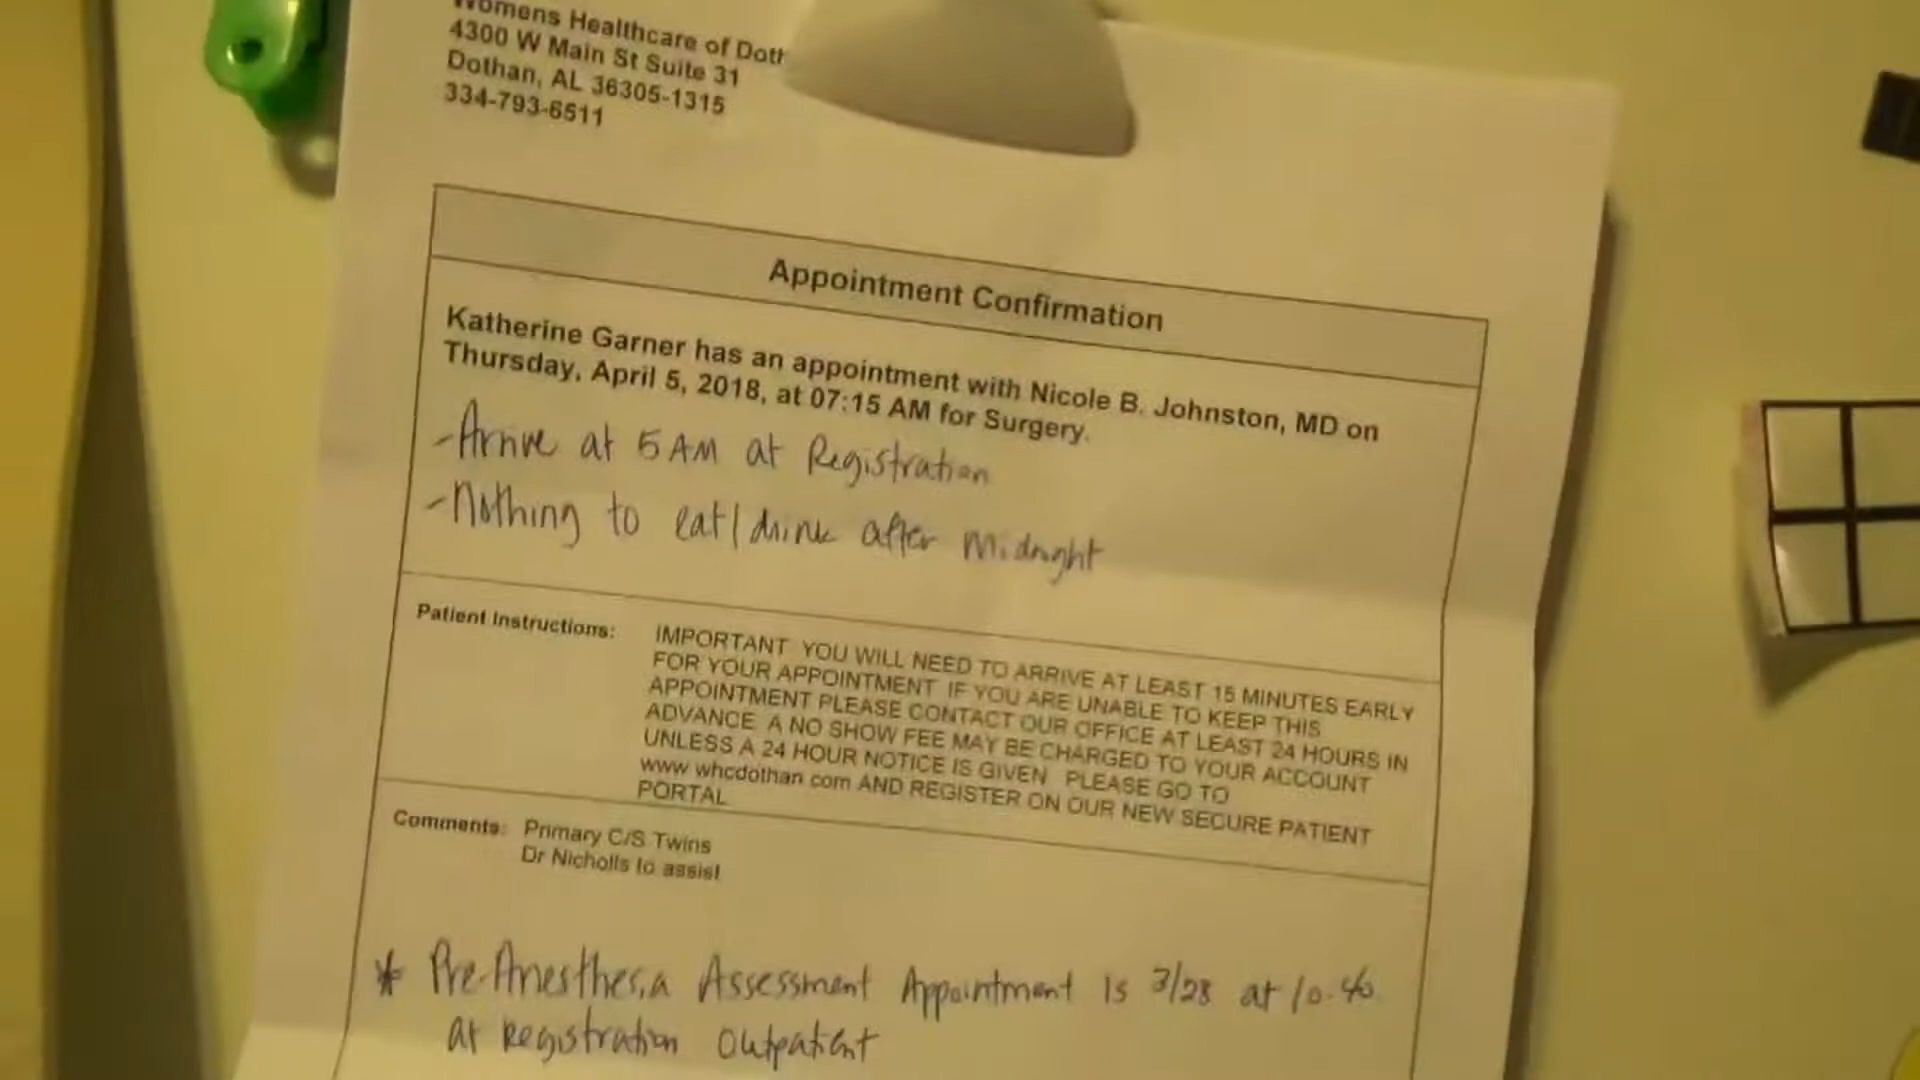 Womens Healthcare of Doth
4300 W Main St Suite 31
Dothan, AL 36305-1315
334-793-6511
Appointment Confirmation
Katherine Garner has an appointment with Nicole B. Johnston, MD on
Thursday, April 5, 2018, at 07:15 AM for Surgery.
-Arrive at 5 AM at Registration
-Nothing to eat/drink after Midnight
Patient Instructions:
IMPORTANT YOU WILL NEED TO ARRIVE AT LEAST 15 MINUTES EARLY
FOR YOUR APPOINTMENT IF YOU ARE UNABLE TO KEEP THIS
APPOINTMENT PLEASE CONTACT OUR OFFICE AT LEAST 24 HOURS IN
ADVANCE A NO SHOW FEE MAY BE CHARGED TO YOUR ACCOUNT
UNLESS A 24 HOUR NOTICE IS GIVEN PLEASE GO TO
www whcdothan com AND REGISTER ON OUR NEW SECURE PATIENT
PORTAL
Comments: Primary C/S Twins
Dr Nicholls to assist
* Pre-Anesthesia Assessment Appointment is 3/28 at 10:40
at Registration Outpatient